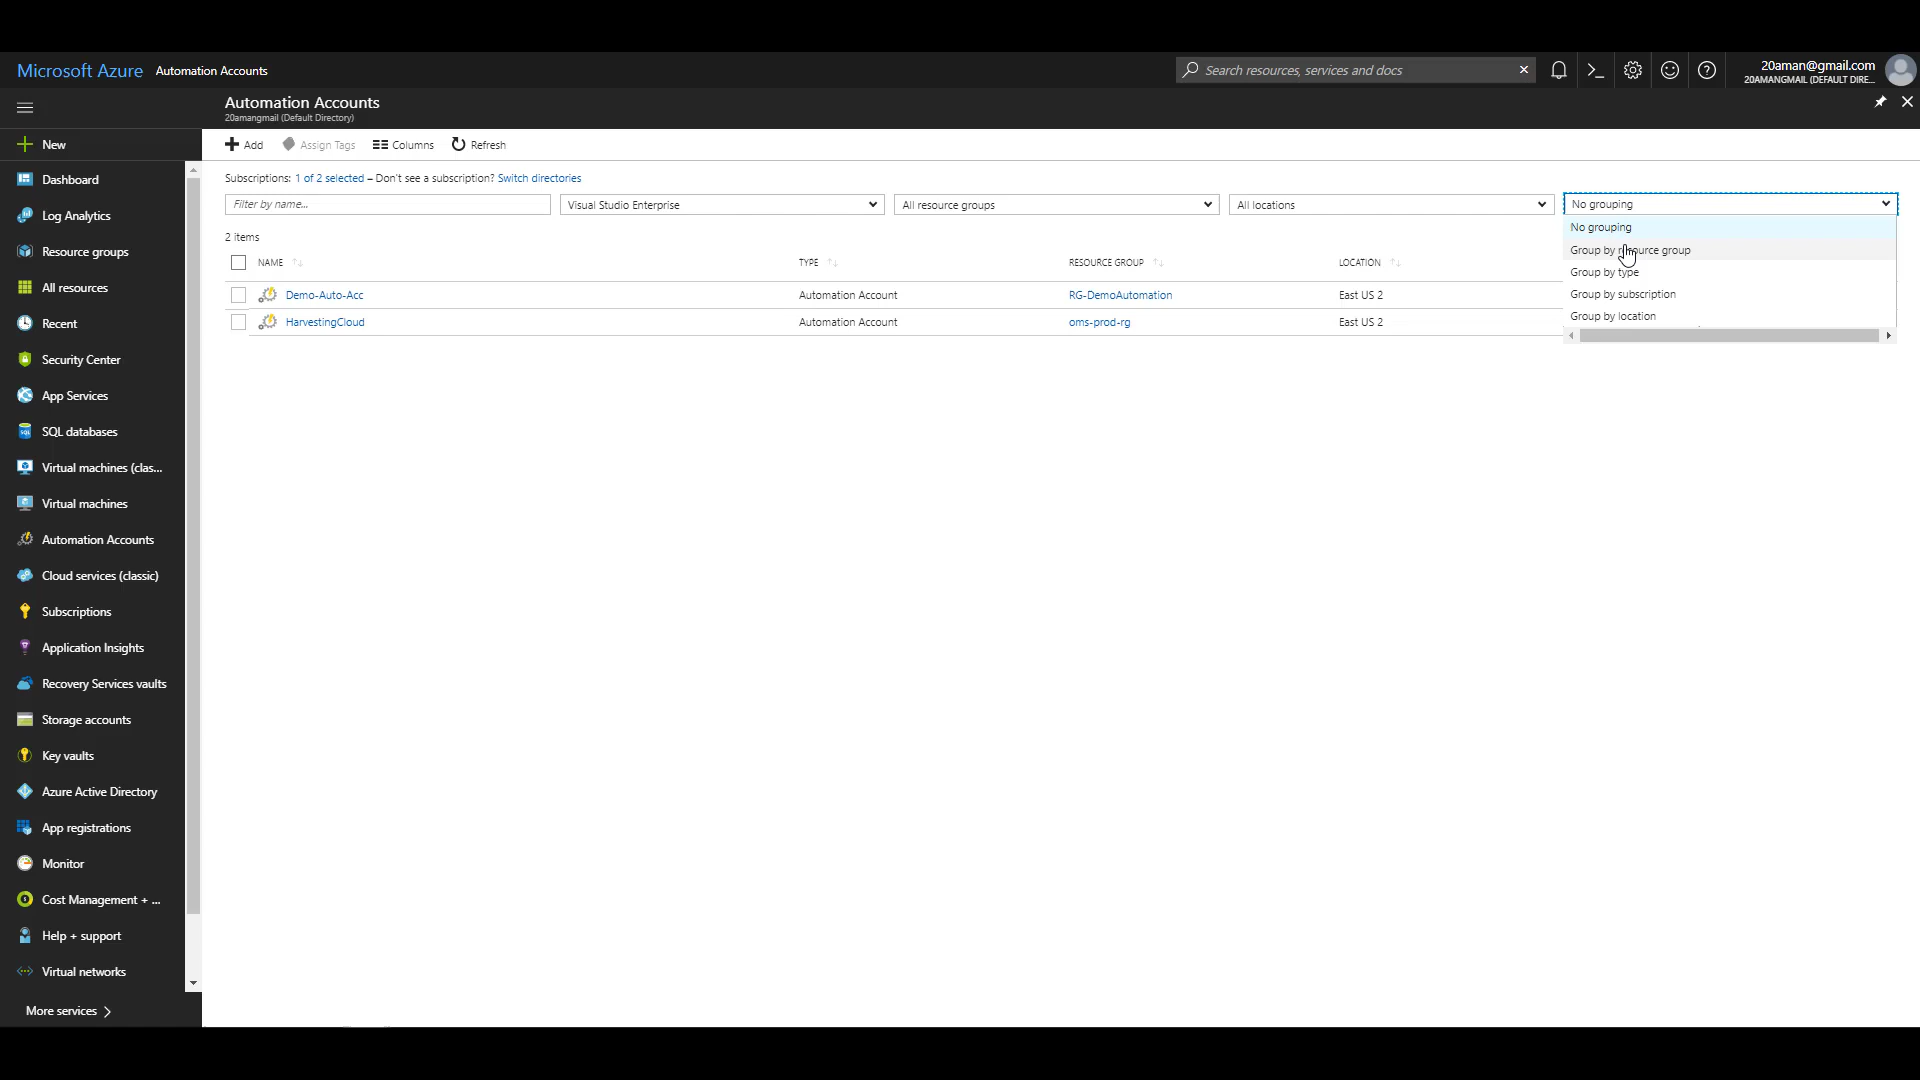 Microsoft Azure Automation Accounts
Search resources, services and docs
20aman@gmail.com
20AMANGMAIL (DEFAULT DIRE...
Automation Accounts
20amangmail (Default Directory)
New
Add Assign Tags Columns Refresh
Dashboard
Log Analytics
Resource groups
All resources
Recent
Security Center
App Services
SQL databases
Virtual machines (clas...
Virtual machines
Automation Accounts
Cloud services (classic)
Subscriptions
Application Insights
Recovery Services vaults
Storage accounts
Key vaults
Azure Active Directory
App registrations
Monitor
Cost Management + ...
Help + support
Virtual networks
More services
Subscriptions: 1 of 2 selected – Don't see a subscription? Switch directories
Filter by name... Visual Studio Enterprise All resource groups All locations No grouping
No grouping
Group by resource group
Group by type
Group by subscription
Group by location
2 items
NAME TYPE RESOURCE GROUP LOCATION
Demo-Auto-Acc Automation Account RG-DemoAutomation East US 2
HarvestingCloud Automation Account oms-prod-rg East US 2